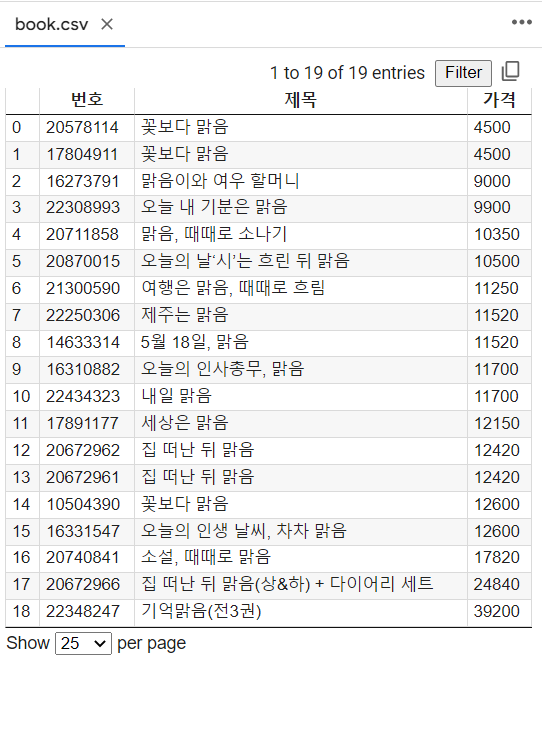 book.csv
1 to 19 of 19 entries Filter
번호 제목 가격
0 20578114 꽃보다 맑음 4500
1 17804911 꽃보다 맑음 4500
2 16273791 맑음이와 여우 할머니 9000
3 22308993 오늘 내 기분은 맑음 9900
4 20711858 맑음, 때때로 소나기 10350
5 20870015 오늘의 날‘시’는 흐린 뒤 맑음 10500
6 21300590 여행은 맑음, 때때로 흐림 11250
7 22250306 제주는 맑음 11520
8 14633314 5월 18일, 맑음 11520
9 16310882 오늘의 인사총무, 맑음 11700
10 22434323 내일 맑음 11700
11 17891177 세상은 맑음 12150
12 20672962 집 떠난 뒤 맑음 12420
13 20672961 집 떠난 뒤 맑음 12420
14 10504390 꽃보다 맑음 12600
15 16331547 오늘의 인생 날씨, 차차 맑음 12600
16 20740841 소설, 때때로 맑음 17820
17 20672966 집 떠난 뒤 맑음(상&하) + 다이어리 세트 24840
18 22348247 기억맑음(전3권) 39200
Show 25 per page